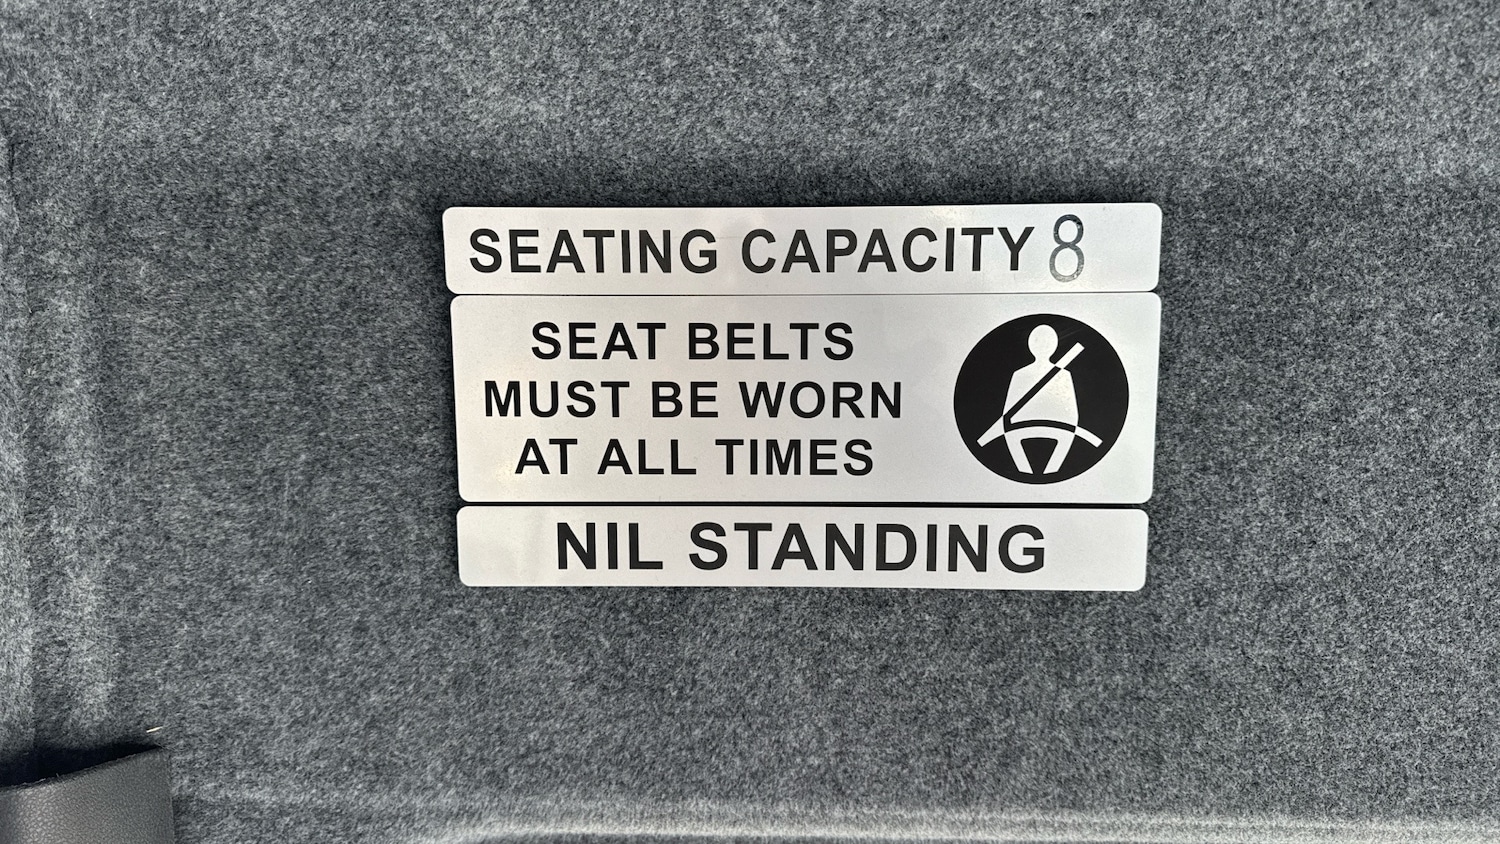 SEATING CAPACITY 8
SEAT BELTS
MUST BE WORN
AT ALL TIMES
NIL STANDING